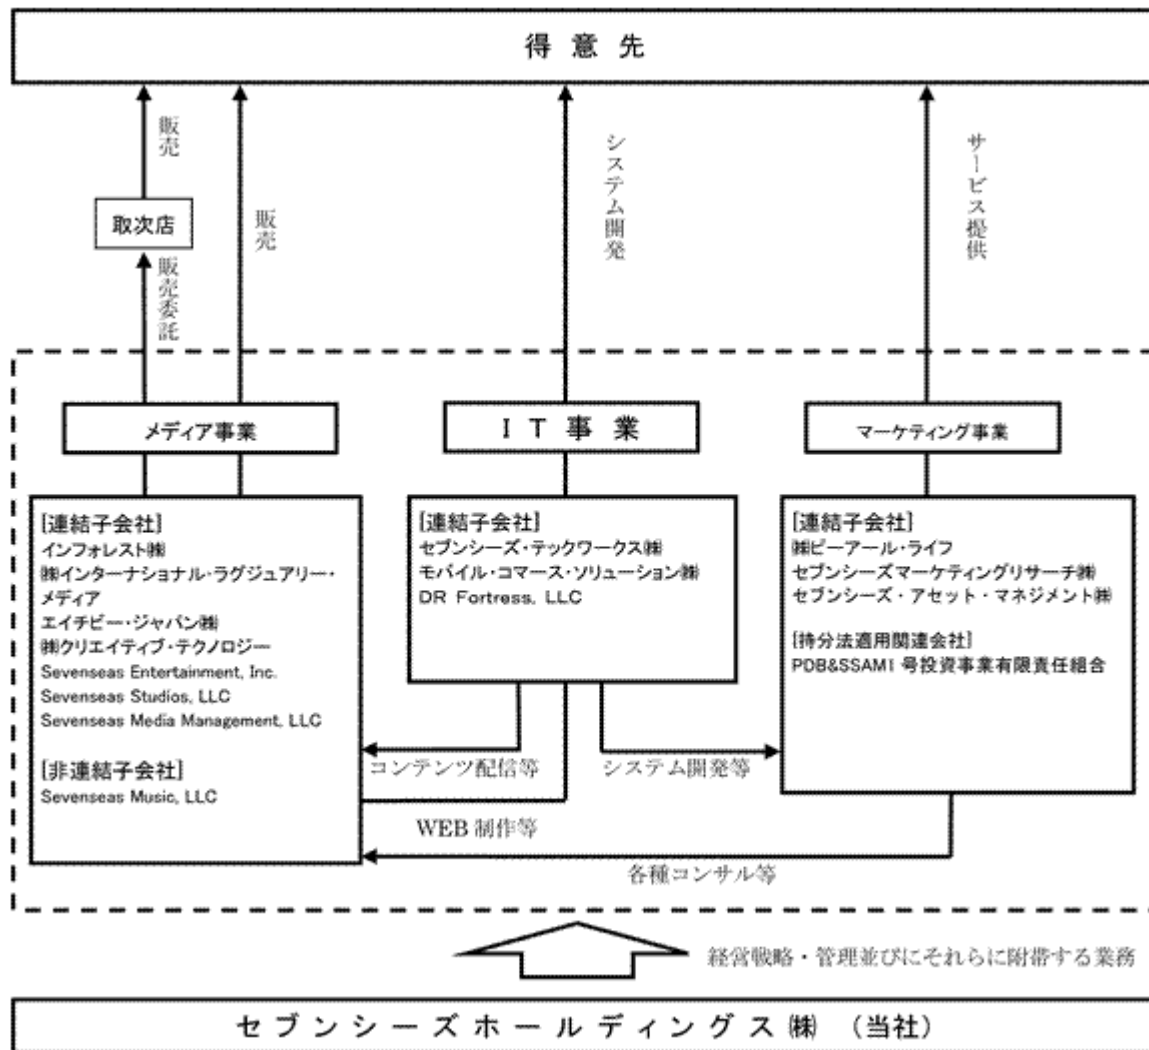 得意先
販売
取次店
販売委託
販売
システム開発
サービス提供
メディア事業
IT事業
マーケティング事業
[連結子会社]
インフォレスト㈱
㈱インターナショナル・ラグジュアリー・
メディア
エイチビー・ジャパン㈱
㈱クリエイティブ・テクノロジー
Sevenseas Entertainment, Inc.
Sevenseas Studios, LLC
Sevenseas Media Management, LLC
[非連結子会社]
Sevenseas Music, LLC
[連結子会社]
セブンシーズ・テックワークス㈱
モバイル・コマース・ソリューション㈱
DR Fortress, LLC
[連結子会社]
㈱ピーアール・ライフ
セブンシーズマーケティングリサーチ㈱
セブンシーズ・アセット・マネジメント㈱
[持分法適用関連会社]
PDB&SSAM1号投資事業有限責任組合
コンテンツ配信等
システム開発等
WEB制作等
各種コンサル等
経営戦略・管理並びにそれらに附帯する業務
セブンシーズホールディングス㈱ (当社)